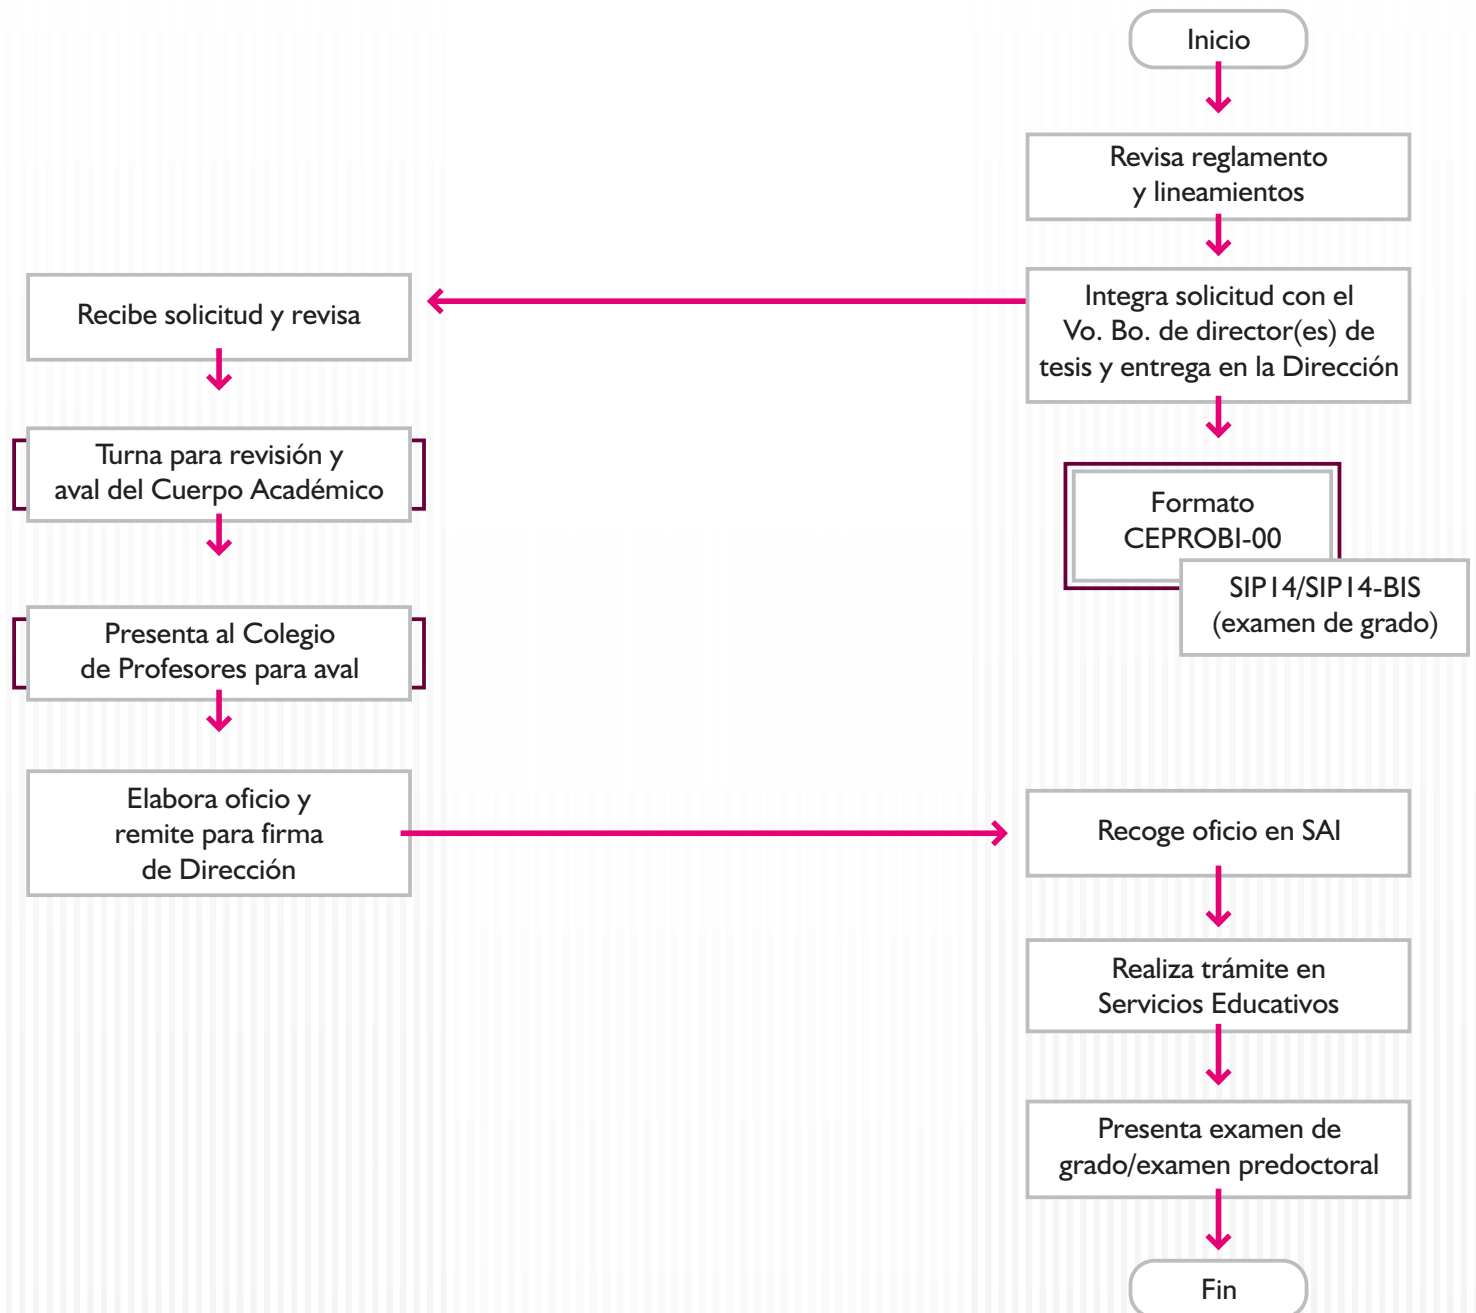 Inicio
Revisa reglamento
y lineamientos
Integra solicitud con el
Vo. Bo. de director(es) de
tesis y entrega en la Dirección
Formato
CEPROBI-00
SIP14/SIP14-BIS
(examen de grado)
Recibe solicitud y revisa
Turna para revisión y
aval del Cuerpo Académico
Presenta al Colegio
de Profesores para aval
Elabora oficio y
remite para firma
de Dirección
Recoge oficio en SAI
Realiza trámite en
Servicios Educativos
Presenta examen de
grado/examen predoctoral
Fin